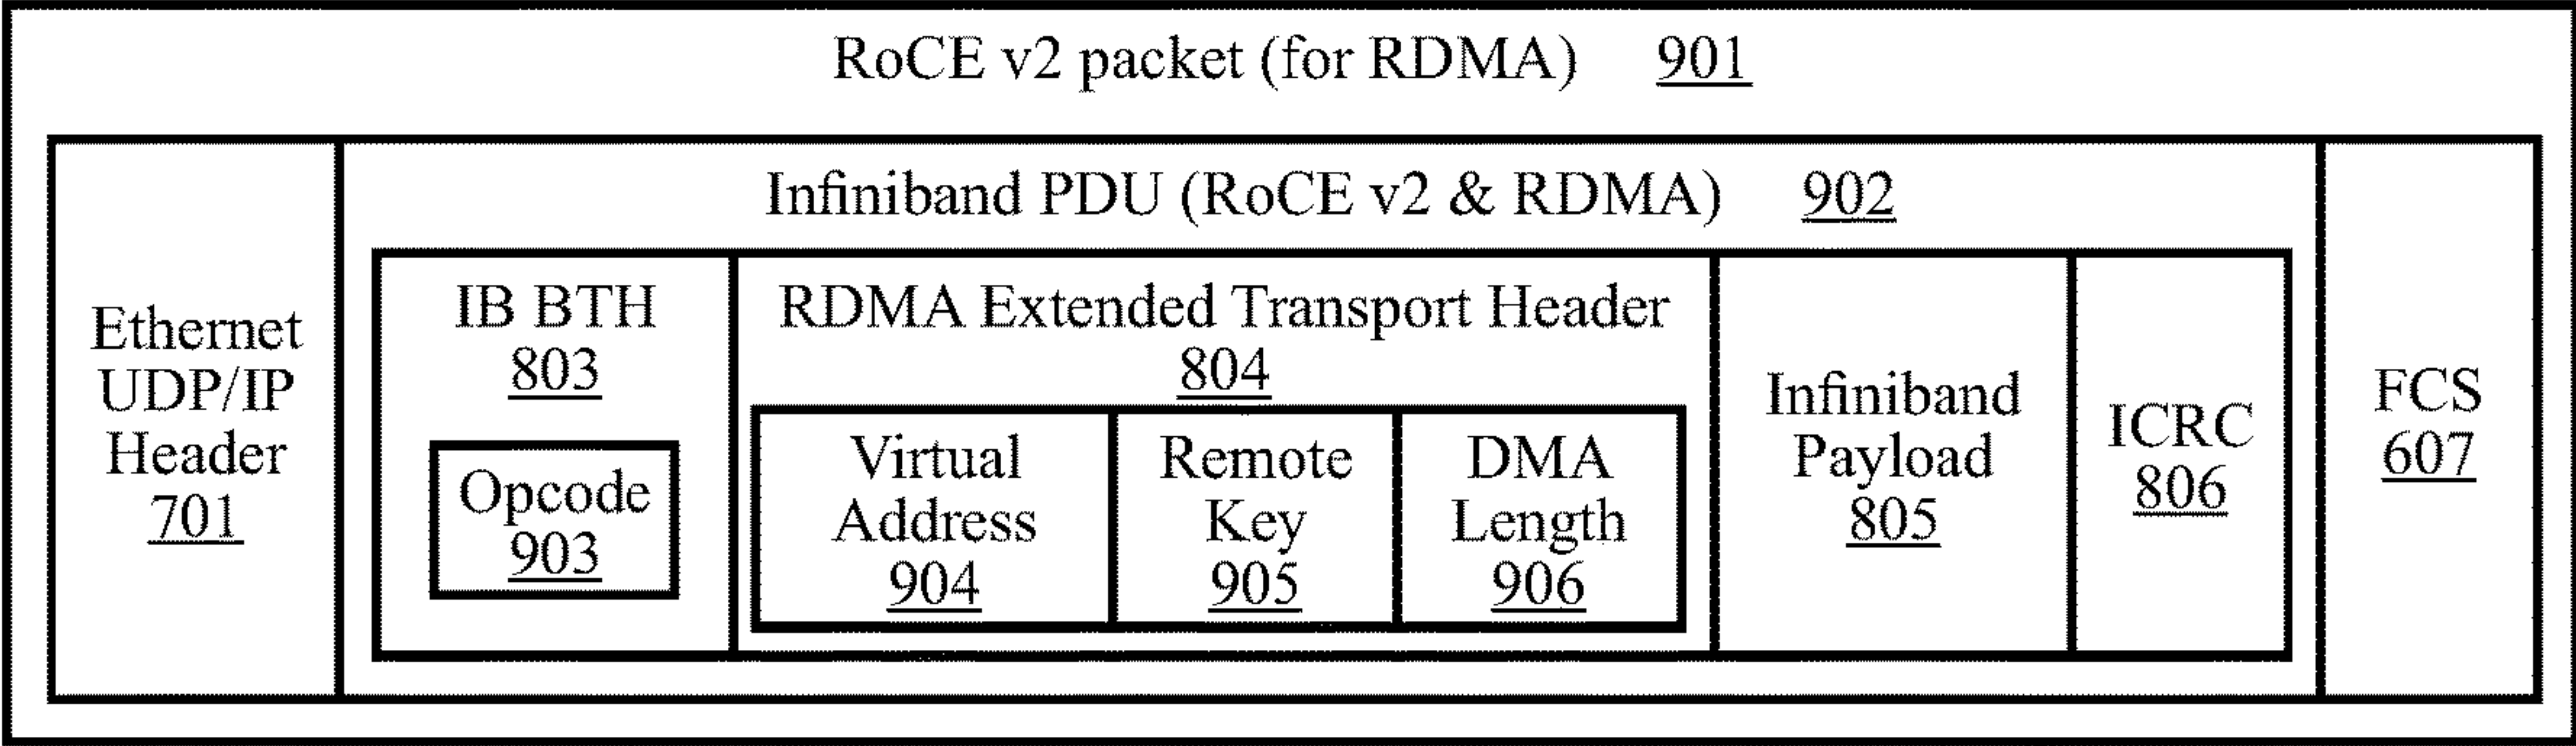 RoCE v2 packet (for RDMA) 901
Infiniband PDU (RoCE v2 & RDMA) 902
Ethernet
UDP/IP
Header
701
IB BTH
803
Opcode
903
RDMA Extended Transport Header
804
Virtual
Address
904
Remote
Key
905
DMA
Length
906
Infiniband
Payload
805
ICRC
806
FCS
607